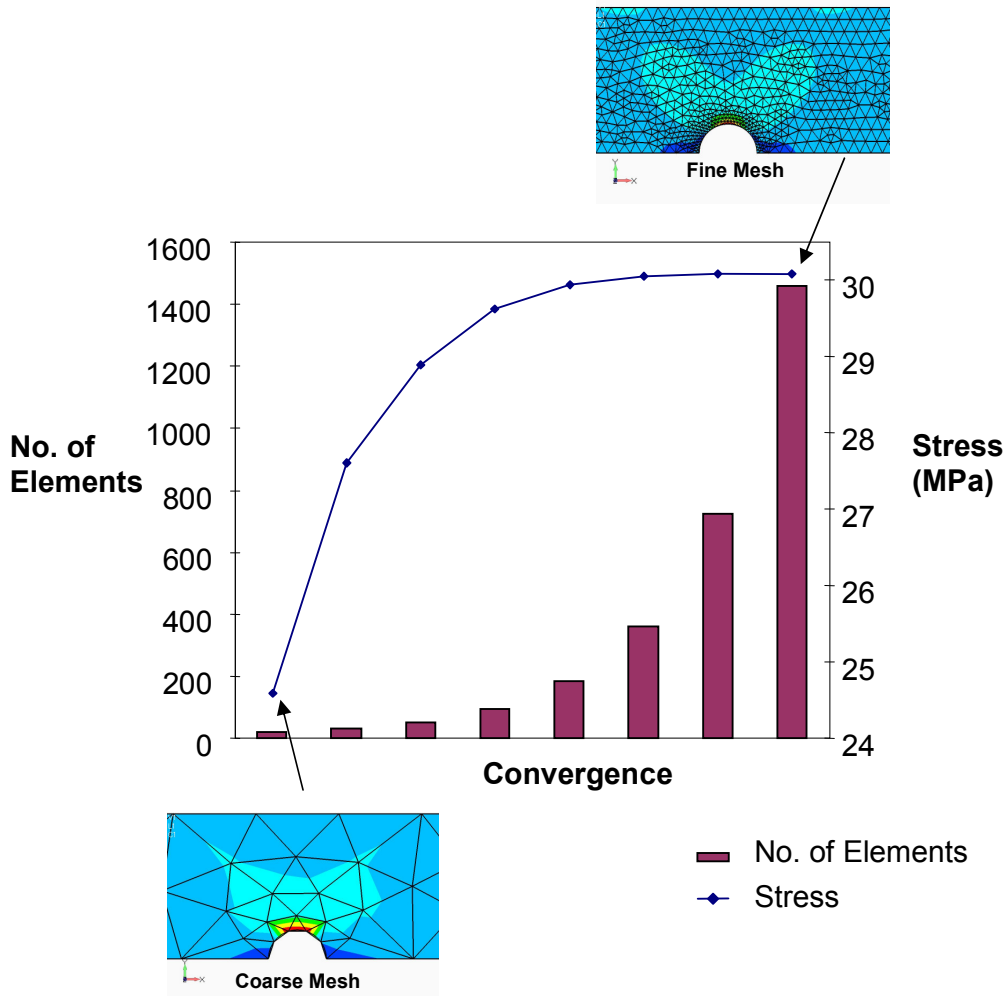 Y
X
Fine Mesh
1600
1400
1200
1000
800
600
400
200
0
No. of
Elements
30
29
28
27
26
25
24
Stress
(MPa)
Convergence
Y
X
Coarse Mesh
No. of Elements
Stress